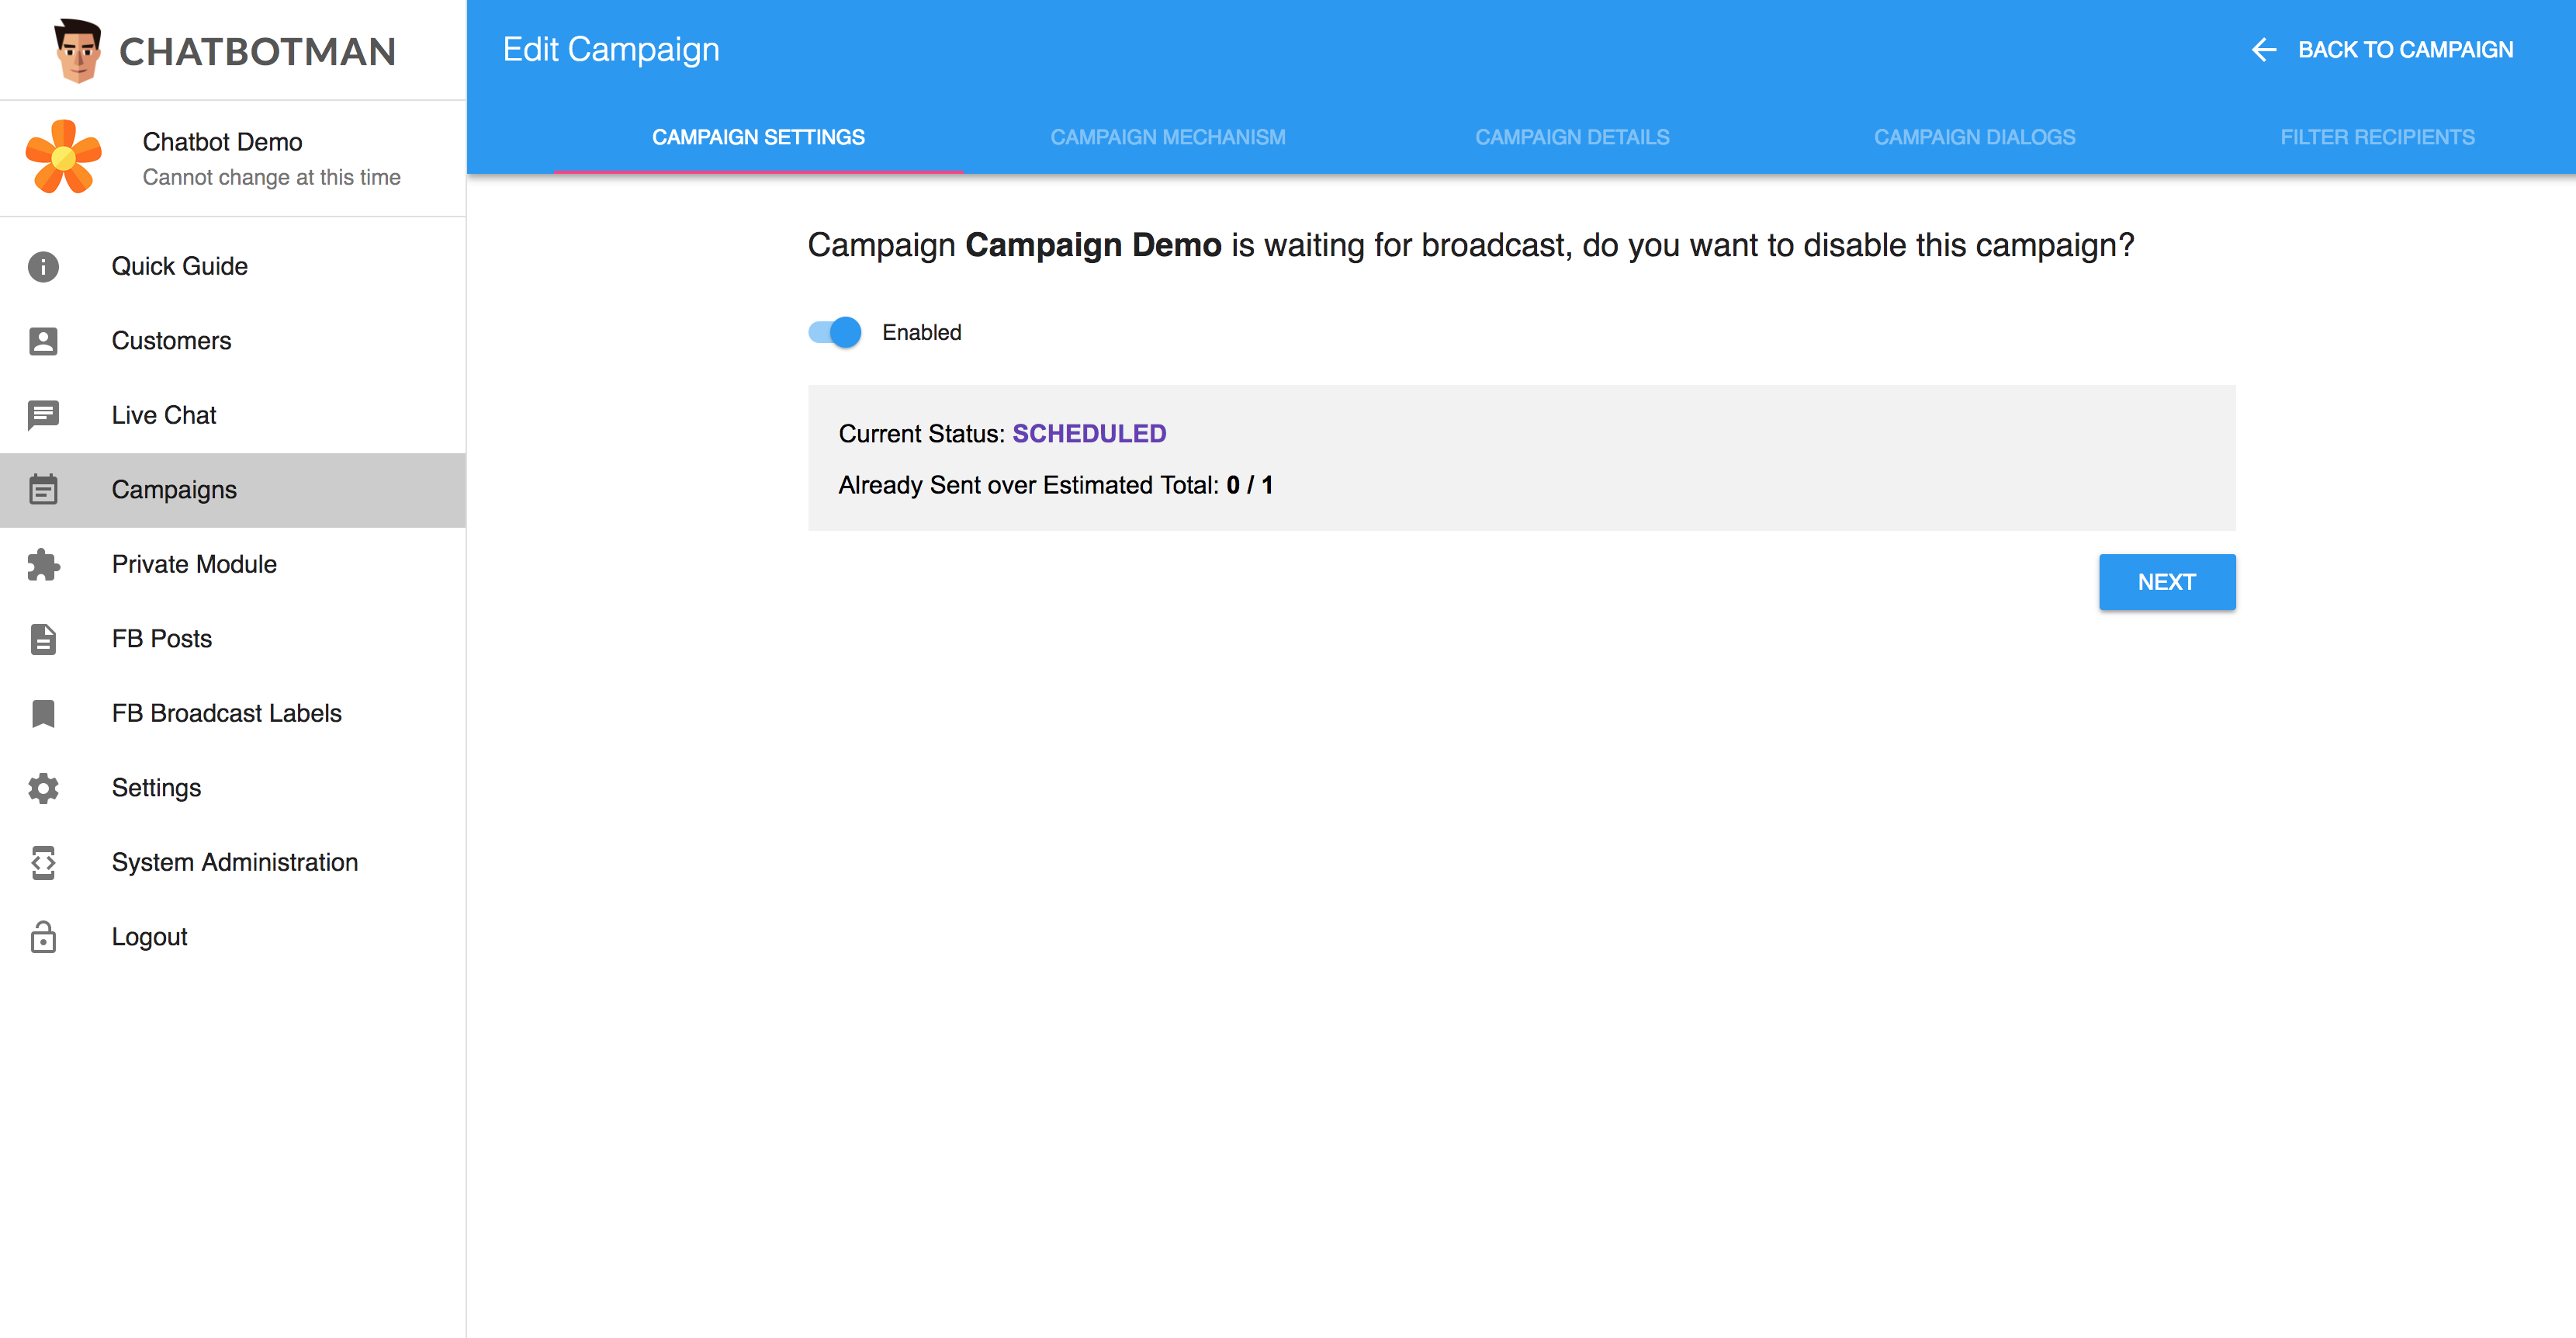 CHATBOTMAN
Chatbot Demo
Cannot change at this time
Quick Guide
Customers
Live Chat
Campaigns
Private Module
FB Posts
FB Broadcast Labels
Settings
System Administration
Logout
Edit Campaign
BACK TO CAMPAIGN
CAMPAIGN SETTINGS
CAMPAIGN MECHANISM
CAMPAIGN DETAILS
CAMPAIGN DIALOGS
FILTER RECIPIENTS
Campaign Campaign Demo is waiting for broadcast, do you want to disable this campaign?
Enabled
Current Status: SCHEDULED
Already Sent over Estimated Total: 0 / 1
NEXT